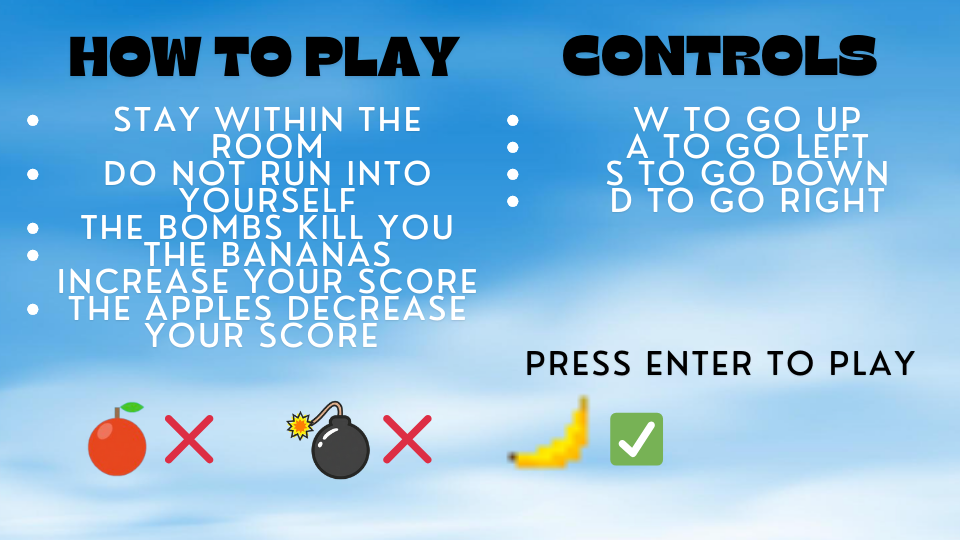 HOW TO PLAY
STAY WITHIN THE
ROOM
DO NOT RUN INTO
YOURSELF
THE BOMBS KILL YOU
THE BANANAS
INCREASE YOUR SCORE
THE APPLES DECREASE
YOUR SCORE
CONTROLS
W TO GO UP
A TO GO LEFT
S TO GO DOWN
D TO GO RIGHT
PRESS ENTER TO PLAY